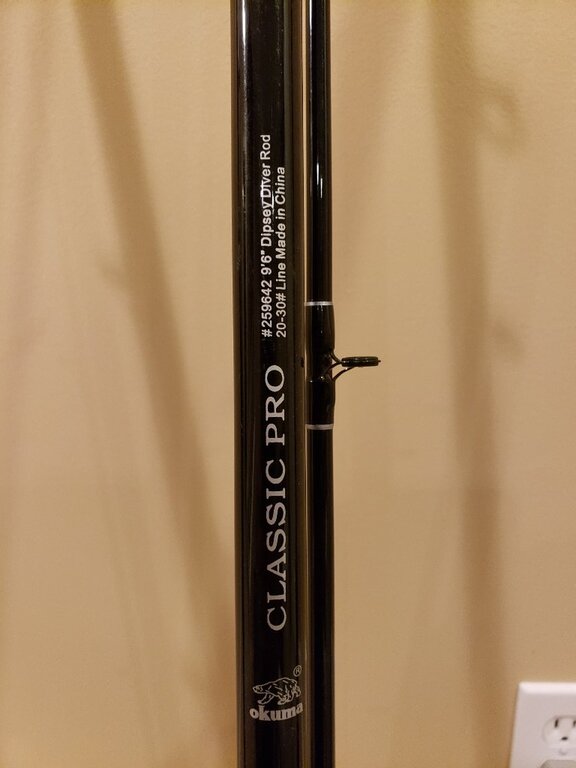 #259642 9'6" Dipsey Diver Rod
20-30# Line Made in China
CLASSIC PRO
®
okuma